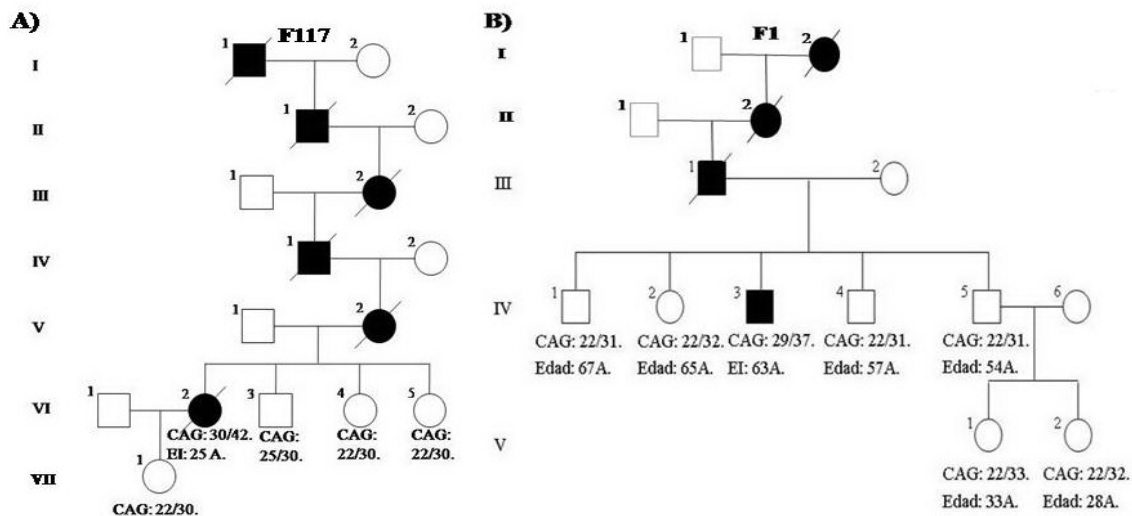 A)
F117
I
1
2
II
1
2
III
1
2
IV
1
2
V
1
2
VI
1
2
3
4
5
CAG: 30/42.
EI: 25 A.
CAG:
25/30.
CAG:
22/30.
CAG:
22/30.
VII
1
CAG: 22/30.
B)
F1
I
1
2
II
1
2
III
1
2
IV
1
2
3
4
5
6
CAG: 22/31.
Edad: 67A.
CAG: 22/32.
Edad: 65A.
CAG: 29/37.
EI: 63A.
CAG: 22/31.
Edad: 57A.
CAG: 22/31.
Edad: 54A.
V
1
2
CAG: 22/33.
Edad: 33A.
CAG: 22/32.
Edad: 28A.